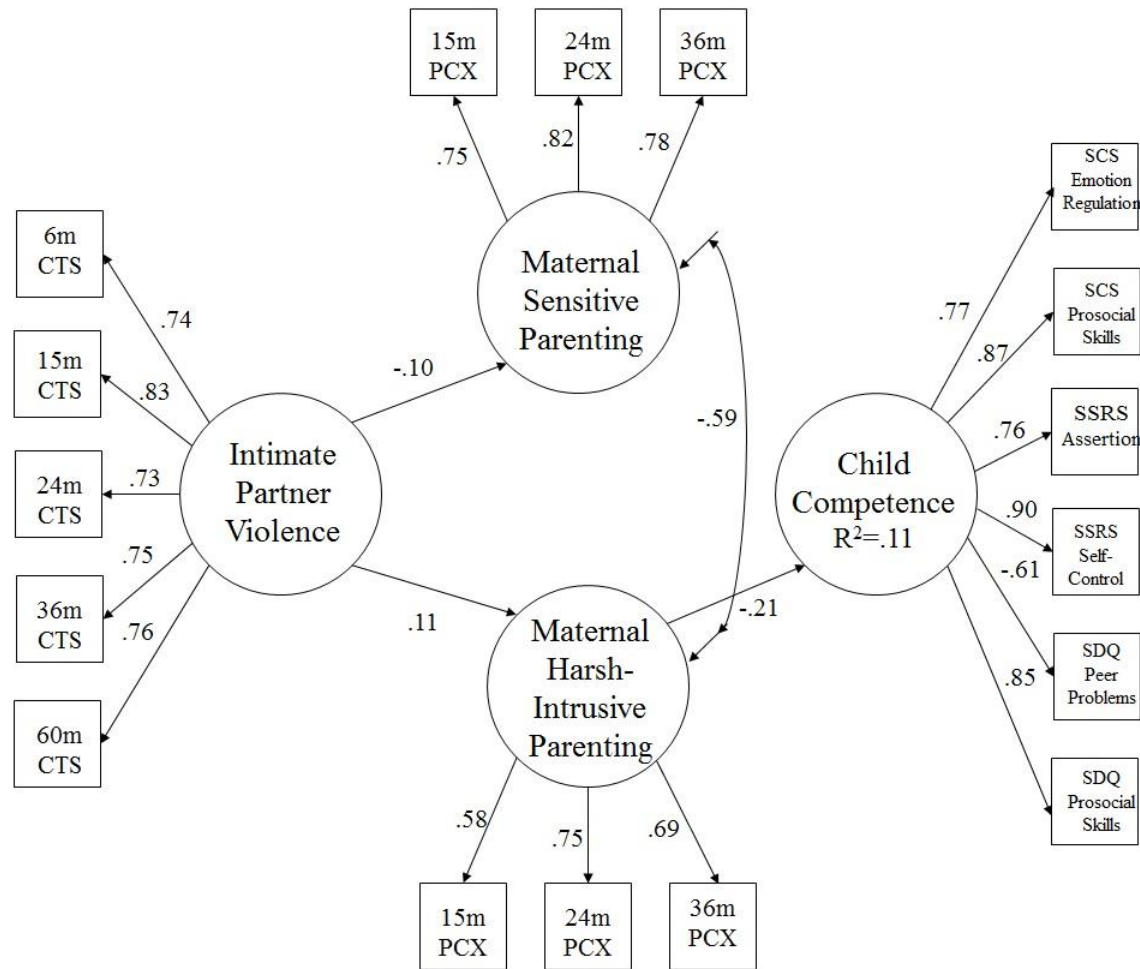 15m
PCX
24m
PCX
36m
PCX
.75
.82
.78
SCS
Emotion
Regulation
6m
CTS
Maternal
Sensitive
Parenting
.77
SCS
Prosocial
Skills
.74
.87
15m
CTS
.83
-.10
-.59
.76
SSRS
Assertion
24m
CTS
.73
Intimate
Partner
Violence
Child
Competence
R²=.11
.90
SSRS
Self-
Control
.75
-.61
36m
CTS
.76
.11
Maternal
Harsh-
Intrusive
Parenting
-.21
SDQ
Peer
Problems
.85
60m
CTS
SDQ
Prosocial
Skills
.58
.75
.69
15m
PCX
24m
PCX
36m
PCX